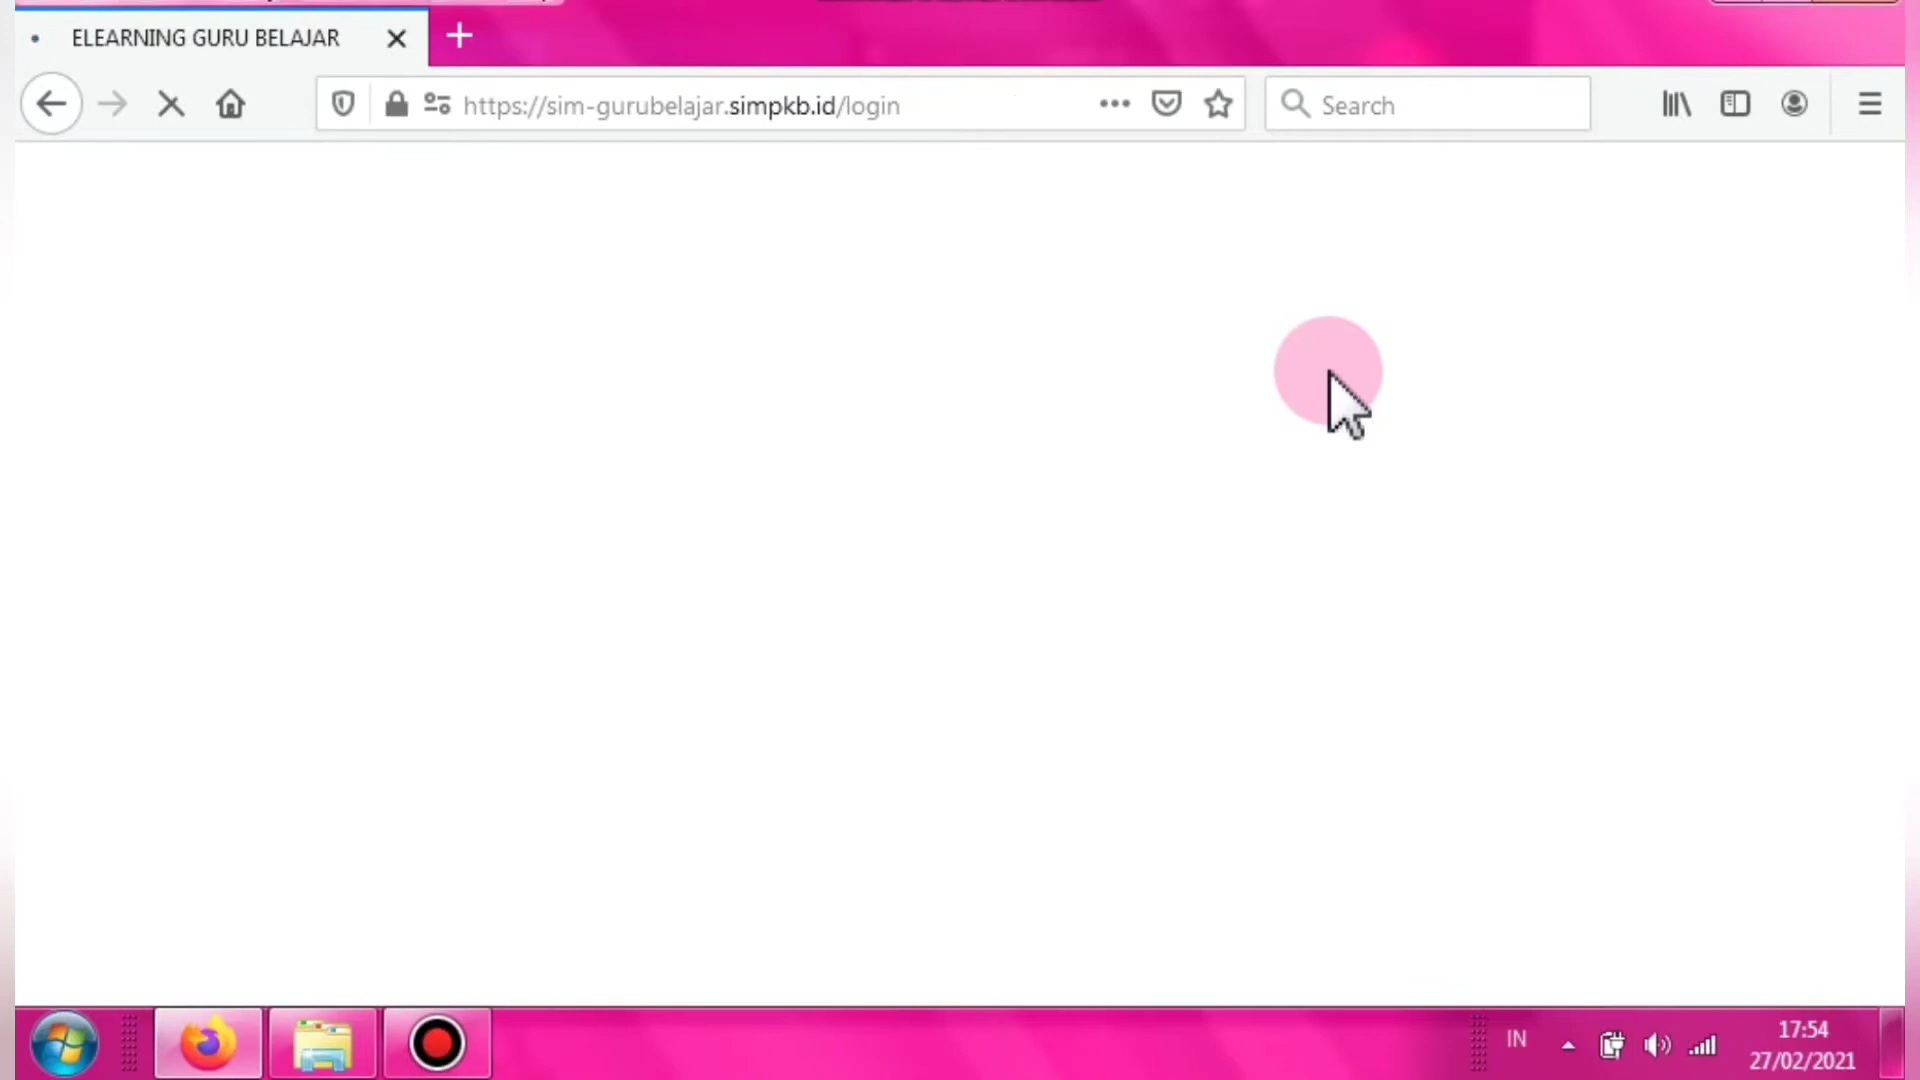 ELEARNING GURU BELAJAR
https://sim-gurubelajar.simpkb.id/login
Search
IN
17:54
27/02/2021